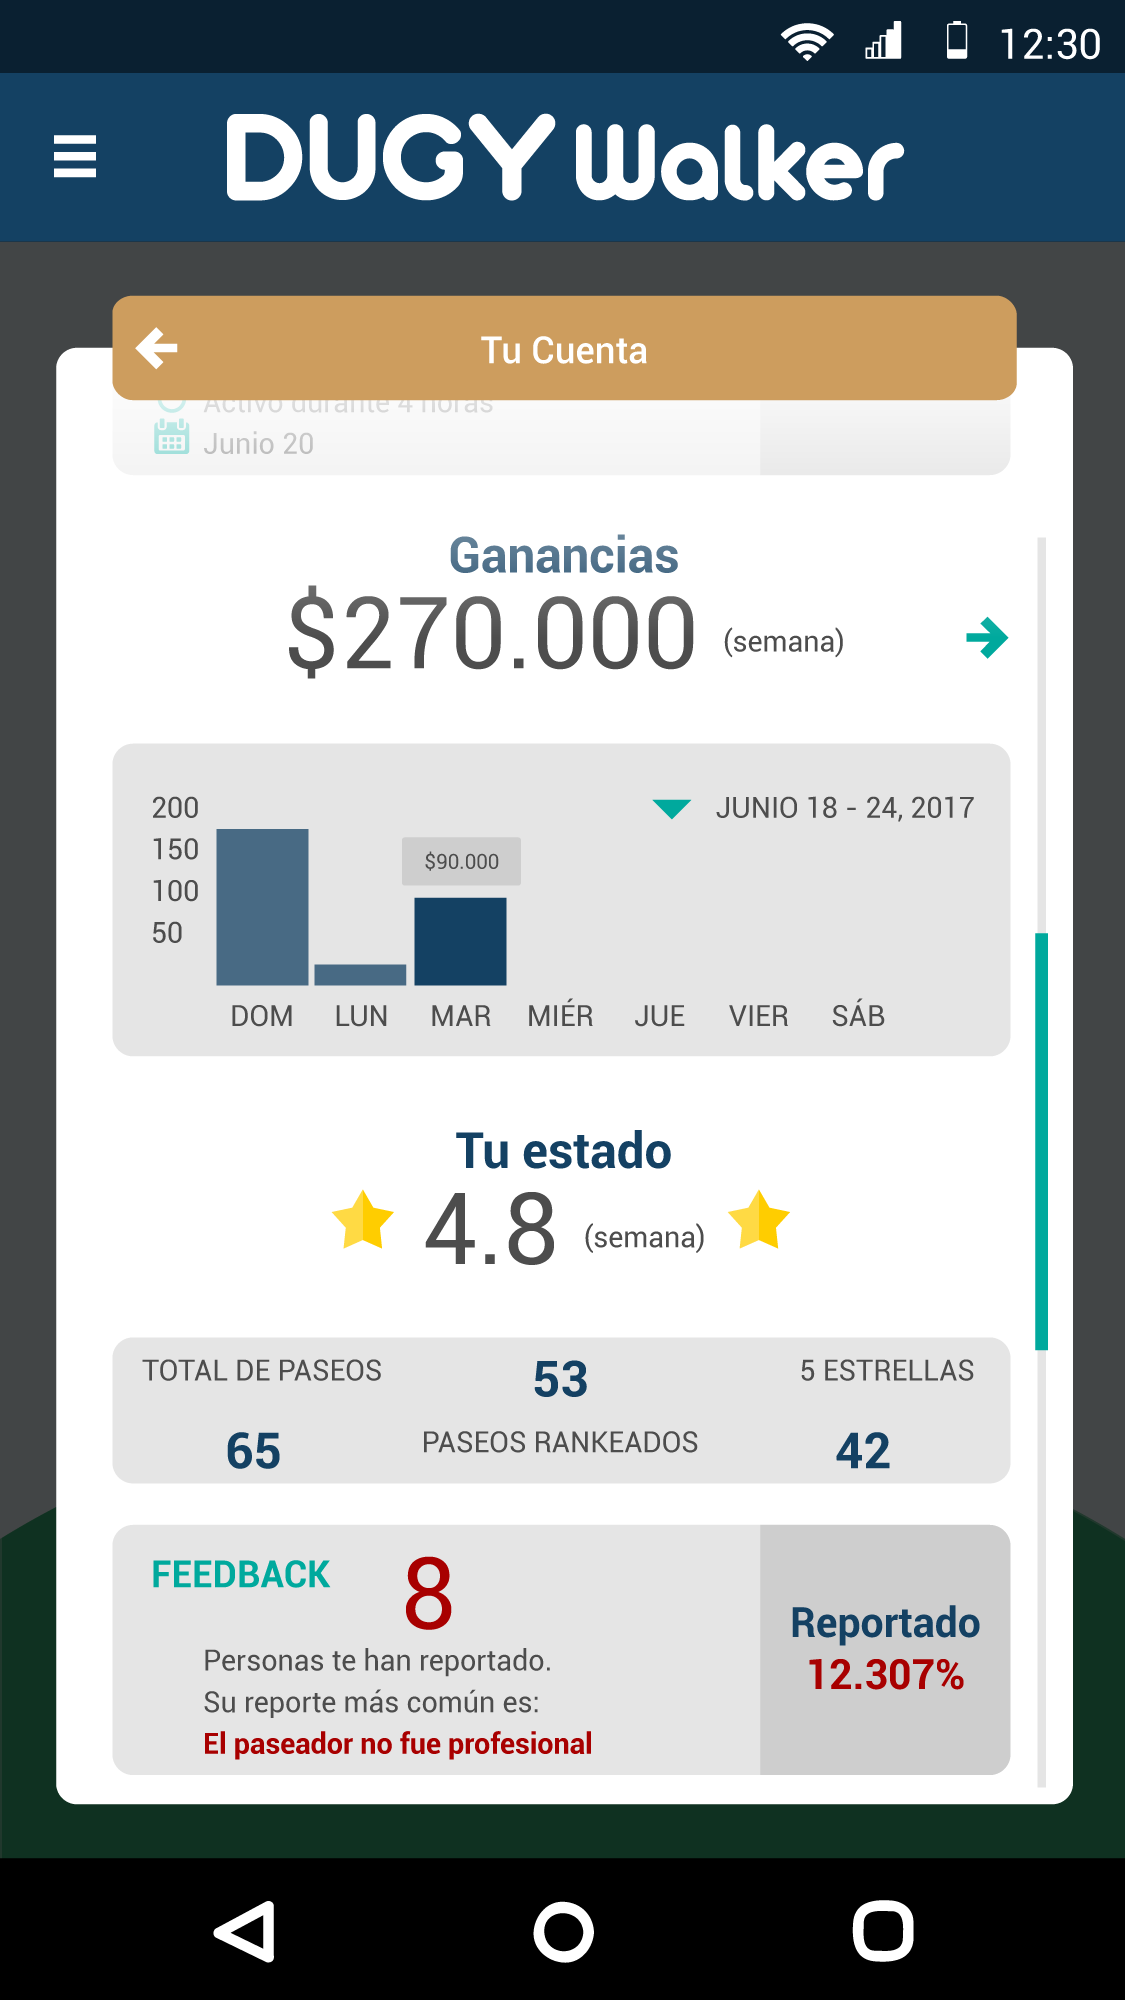 12:30
DUGY Walker
Tu Cuenta
Activo durante 4 horas
Junio 20
Ganancias
$270.000 (semana)
200
150
100
50
JUNIO 18 - 24, 2017
$90.000
DOM LUN MAR MIÉR JUE VIER SÁB
Tu estado
4.8 (semana)
TOTAL DE PASEOS
65
53
PASEOS RANKEADOS
5 ESTRELLAS
42
FEEDBACK 8
Personas te han reportado.
Su reporte más común es:
El paseador no fue profesional
Reportado
12.307%